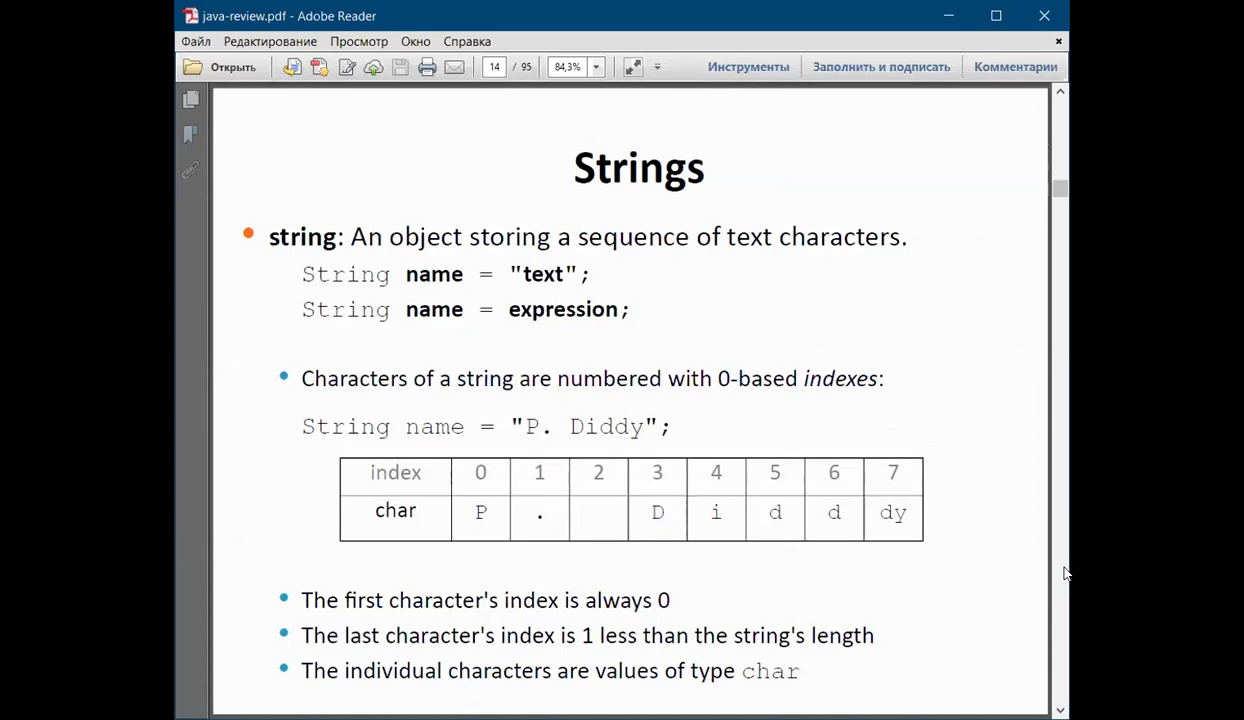 java-review.pdf - Adobe Reader
Файл Редактирование Просмотр Окно Справка
Открыть 14 / 95 84,3% Инструменты Заполнить и подписать Комментарии
Strings
string: An object storing a sequence of text characters.
String name = "text";
String name = expression;
Characters of a string are numbered with 0-based indexes:
String name = "P. Diddy";
index 0 1 2 3 4 5 6 7
char P . D i d d dy
The first character's index is always 0
The last character's index is 1 less than the string's length
The individual characters are values of type char